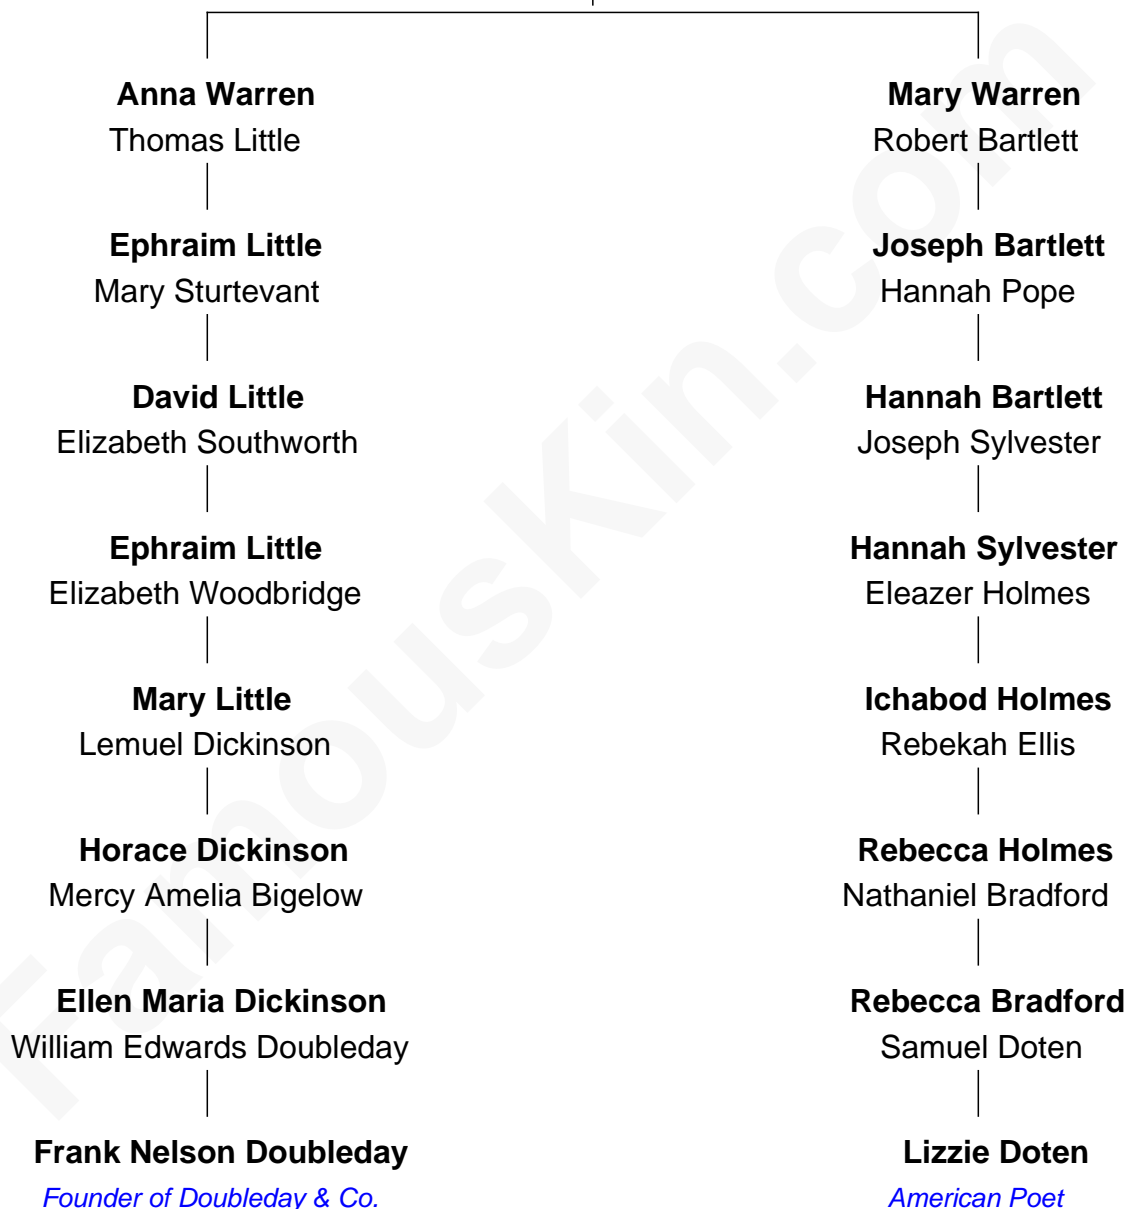 Anna Warren
Thomas Little
Ephraim Little
Mary Sturtevant
David Little
Elizabeth Southworth
Ephraim Little
Elizabeth Woodbridge
Mary Little
Lemuel Dickinson
Horace Dickinson
Mercy Amelia Bigelow
Ellen Maria Dickinson
William Edwards Doubleday
Frank Nelson Doubleday
Founder of Doubleday & Co.
Mary Warren
Robert Bartlett
Joseph Bartlett
Hannah Pope
Hannah Bartlett
Joseph Sylvester
Hannah Sylvester
Eleazer Holmes
Ichabod Holmes
Rebekah Ellis
Rebecca Holmes
Nathaniel Bradford
Rebecca Bradford
Samuel Doten
Lizzie Doten
American Poet
FamousKin.com